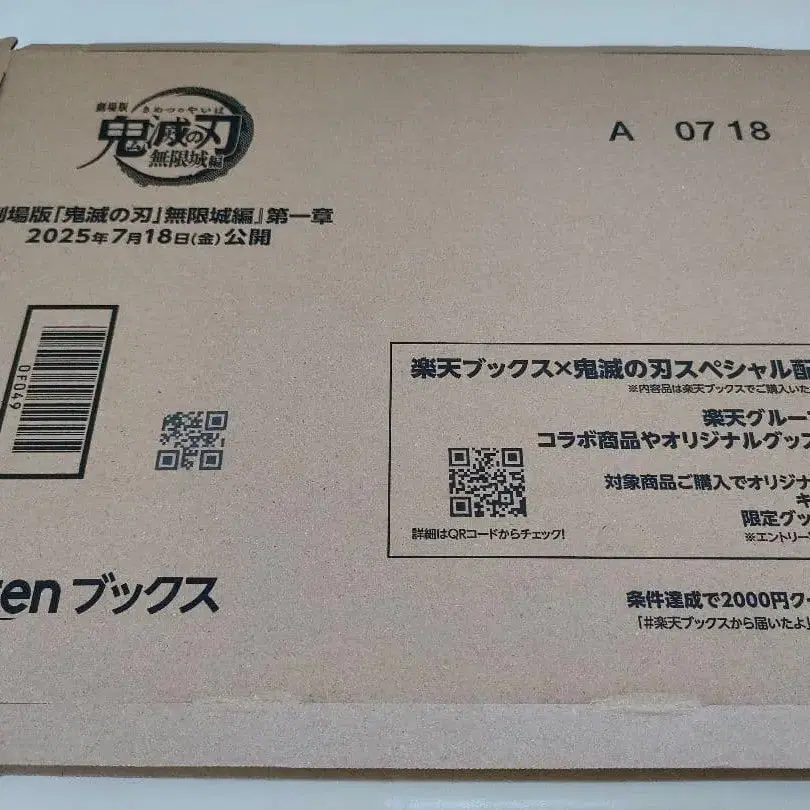 劇場版
きめつのやいば
鬼滅の刃
無限城編
A 07 18
劇場版「鬼滅の刃」無限城編』第一章
2025年7月18日(金)公開
DF049
楽天ブックス×鬼滅の刃スペシャル配
※内容品は楽天ブックスでご購入いた
楽天グルー
コラボ商品やオリジナルグッズ
対象商品ご購入でオリジナ
キ
限定グッ
※エントリー
詳細はQRコードからチェック!
en ブックス
条件達成で2000円ク
「#楽天ブックスから届いたよ」